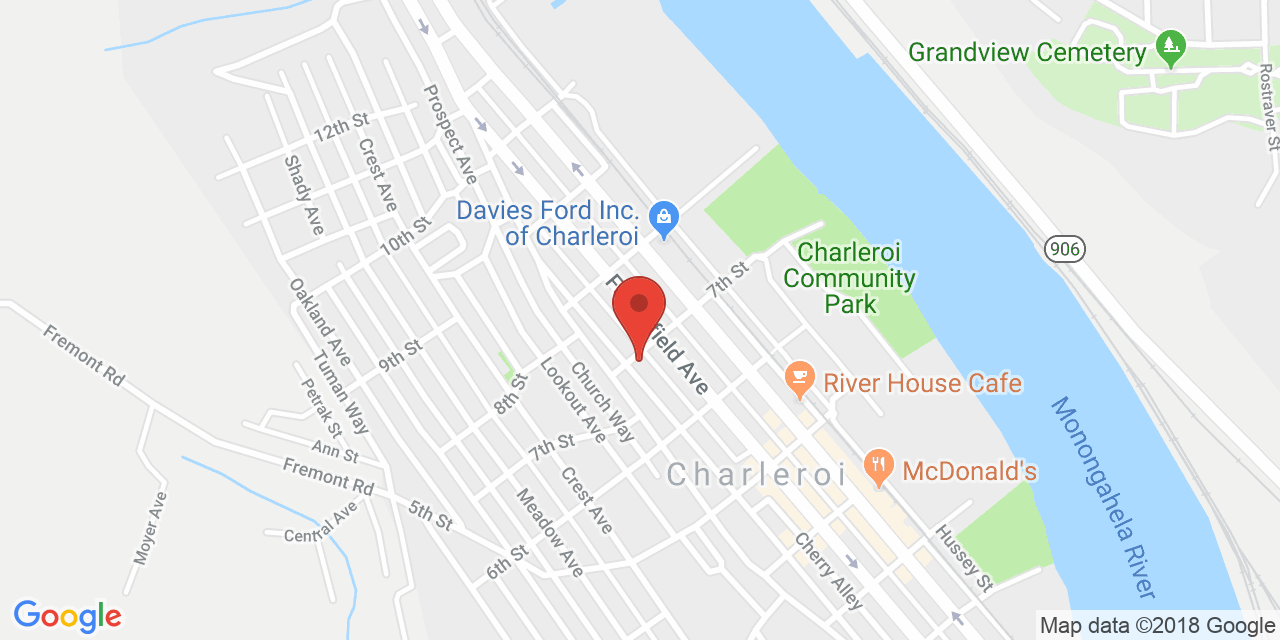 Grandview Cemetery
Rostraver St
12th St
Prospect Ave
Crest Ave
Shady Ave
Davies Ford Inc.
of Charleroi
10th St
906
Charleroi
Community
Park
7th St
field Ave
Oakland Ave
Tuman Way
9th St
Fremont Rd
Petrak St
8th St
Lookout Ave
Church Way
River House Cafe
Monongahela River
Ann St
7th St
Charleroi
McDonald's
Fremont Rd
Crest Ave
Meadow Ave
5th St
Central Ave
Moyer Ave
6th St
Cherry Alley
Hussey St
Google
Map data ©2018 Google